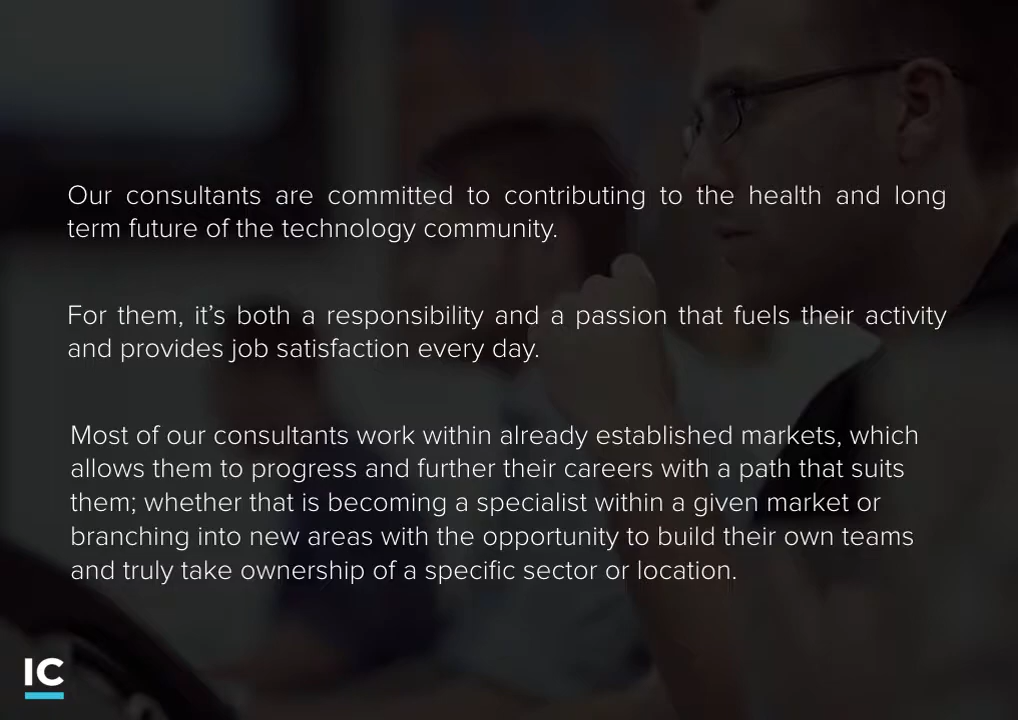 Our consultants are committed to contributing to the health and long
term future of the technology community.
For them, it’s both a responsibility and a passion that fuels their activity
and provides job satisfaction every day.
Most of our consultants work within already established markets, which
allows them to progress and further their careers with a path that suits
them; whether that is becoming a specialist within a given market or
branching into new areas with the opportunity to build their own teams
and truly take ownership of a specific sector or location.
IC